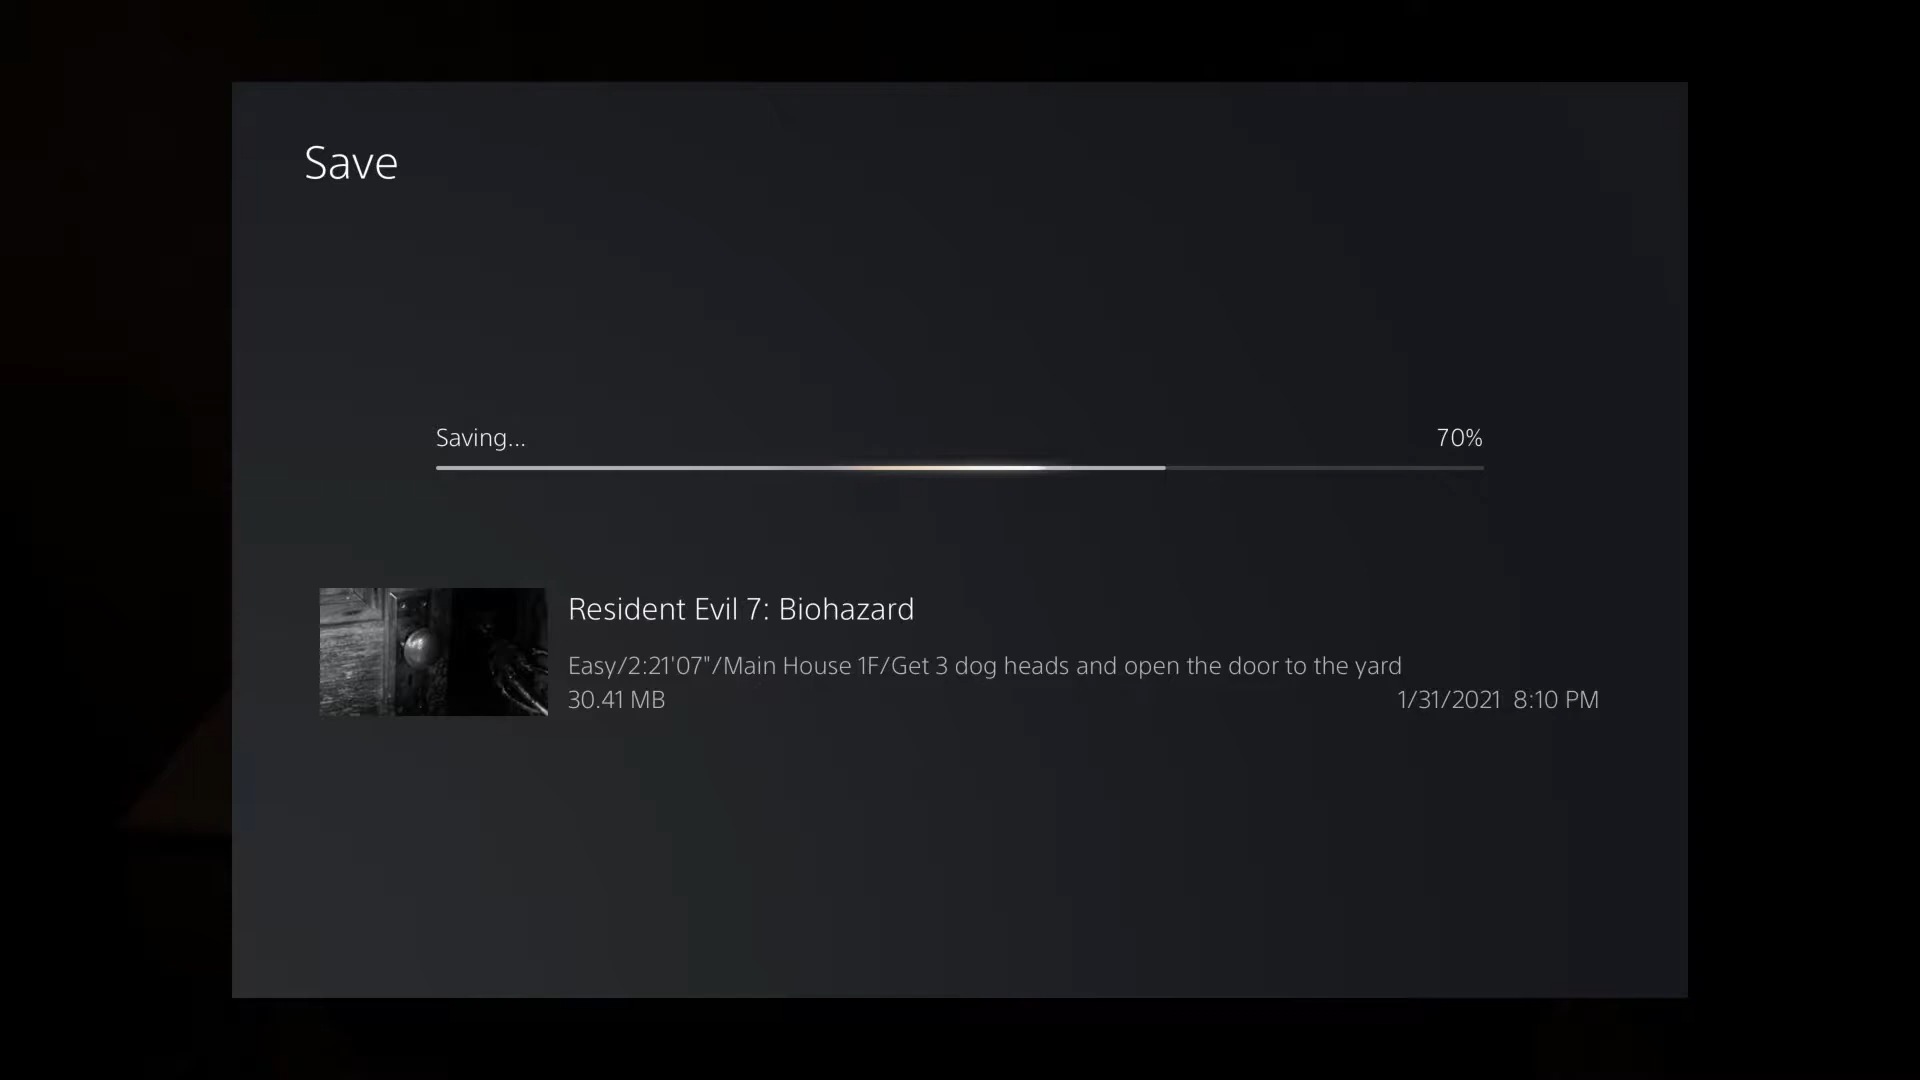 Save
Saving... 70%
Resident Evil 7: Biohazard
Easy/2:21'07"/Main House 1F/Get 3 dog heads and open the door to the yard
30.41 MB 1/31/2021 8:10 PM